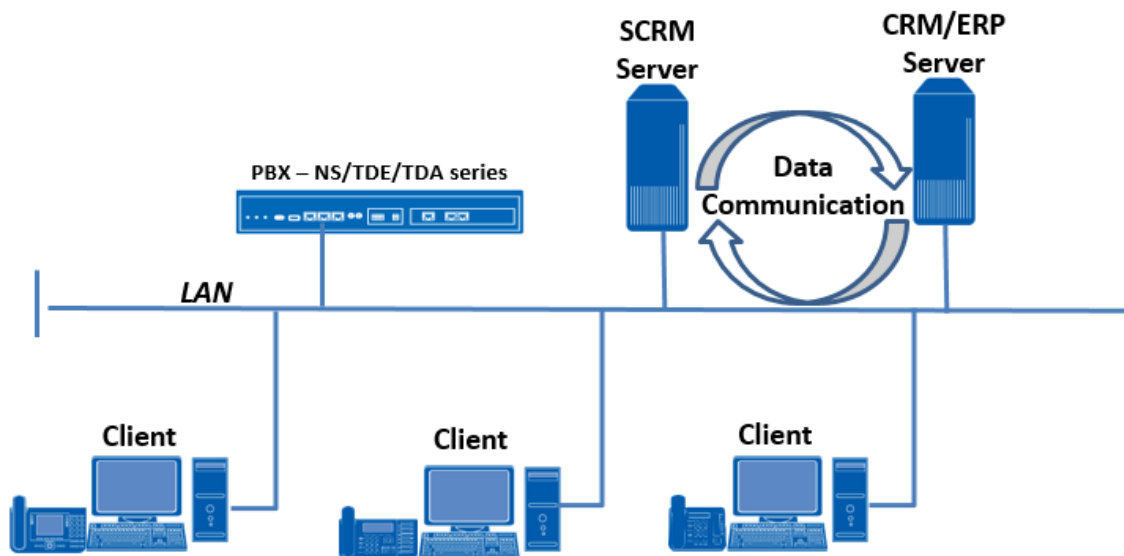 SCRM
Server
CRM/ERP
Server
PBX – NS/TDE/TDA series
Data
Communication
LAN
Client
Client
Client